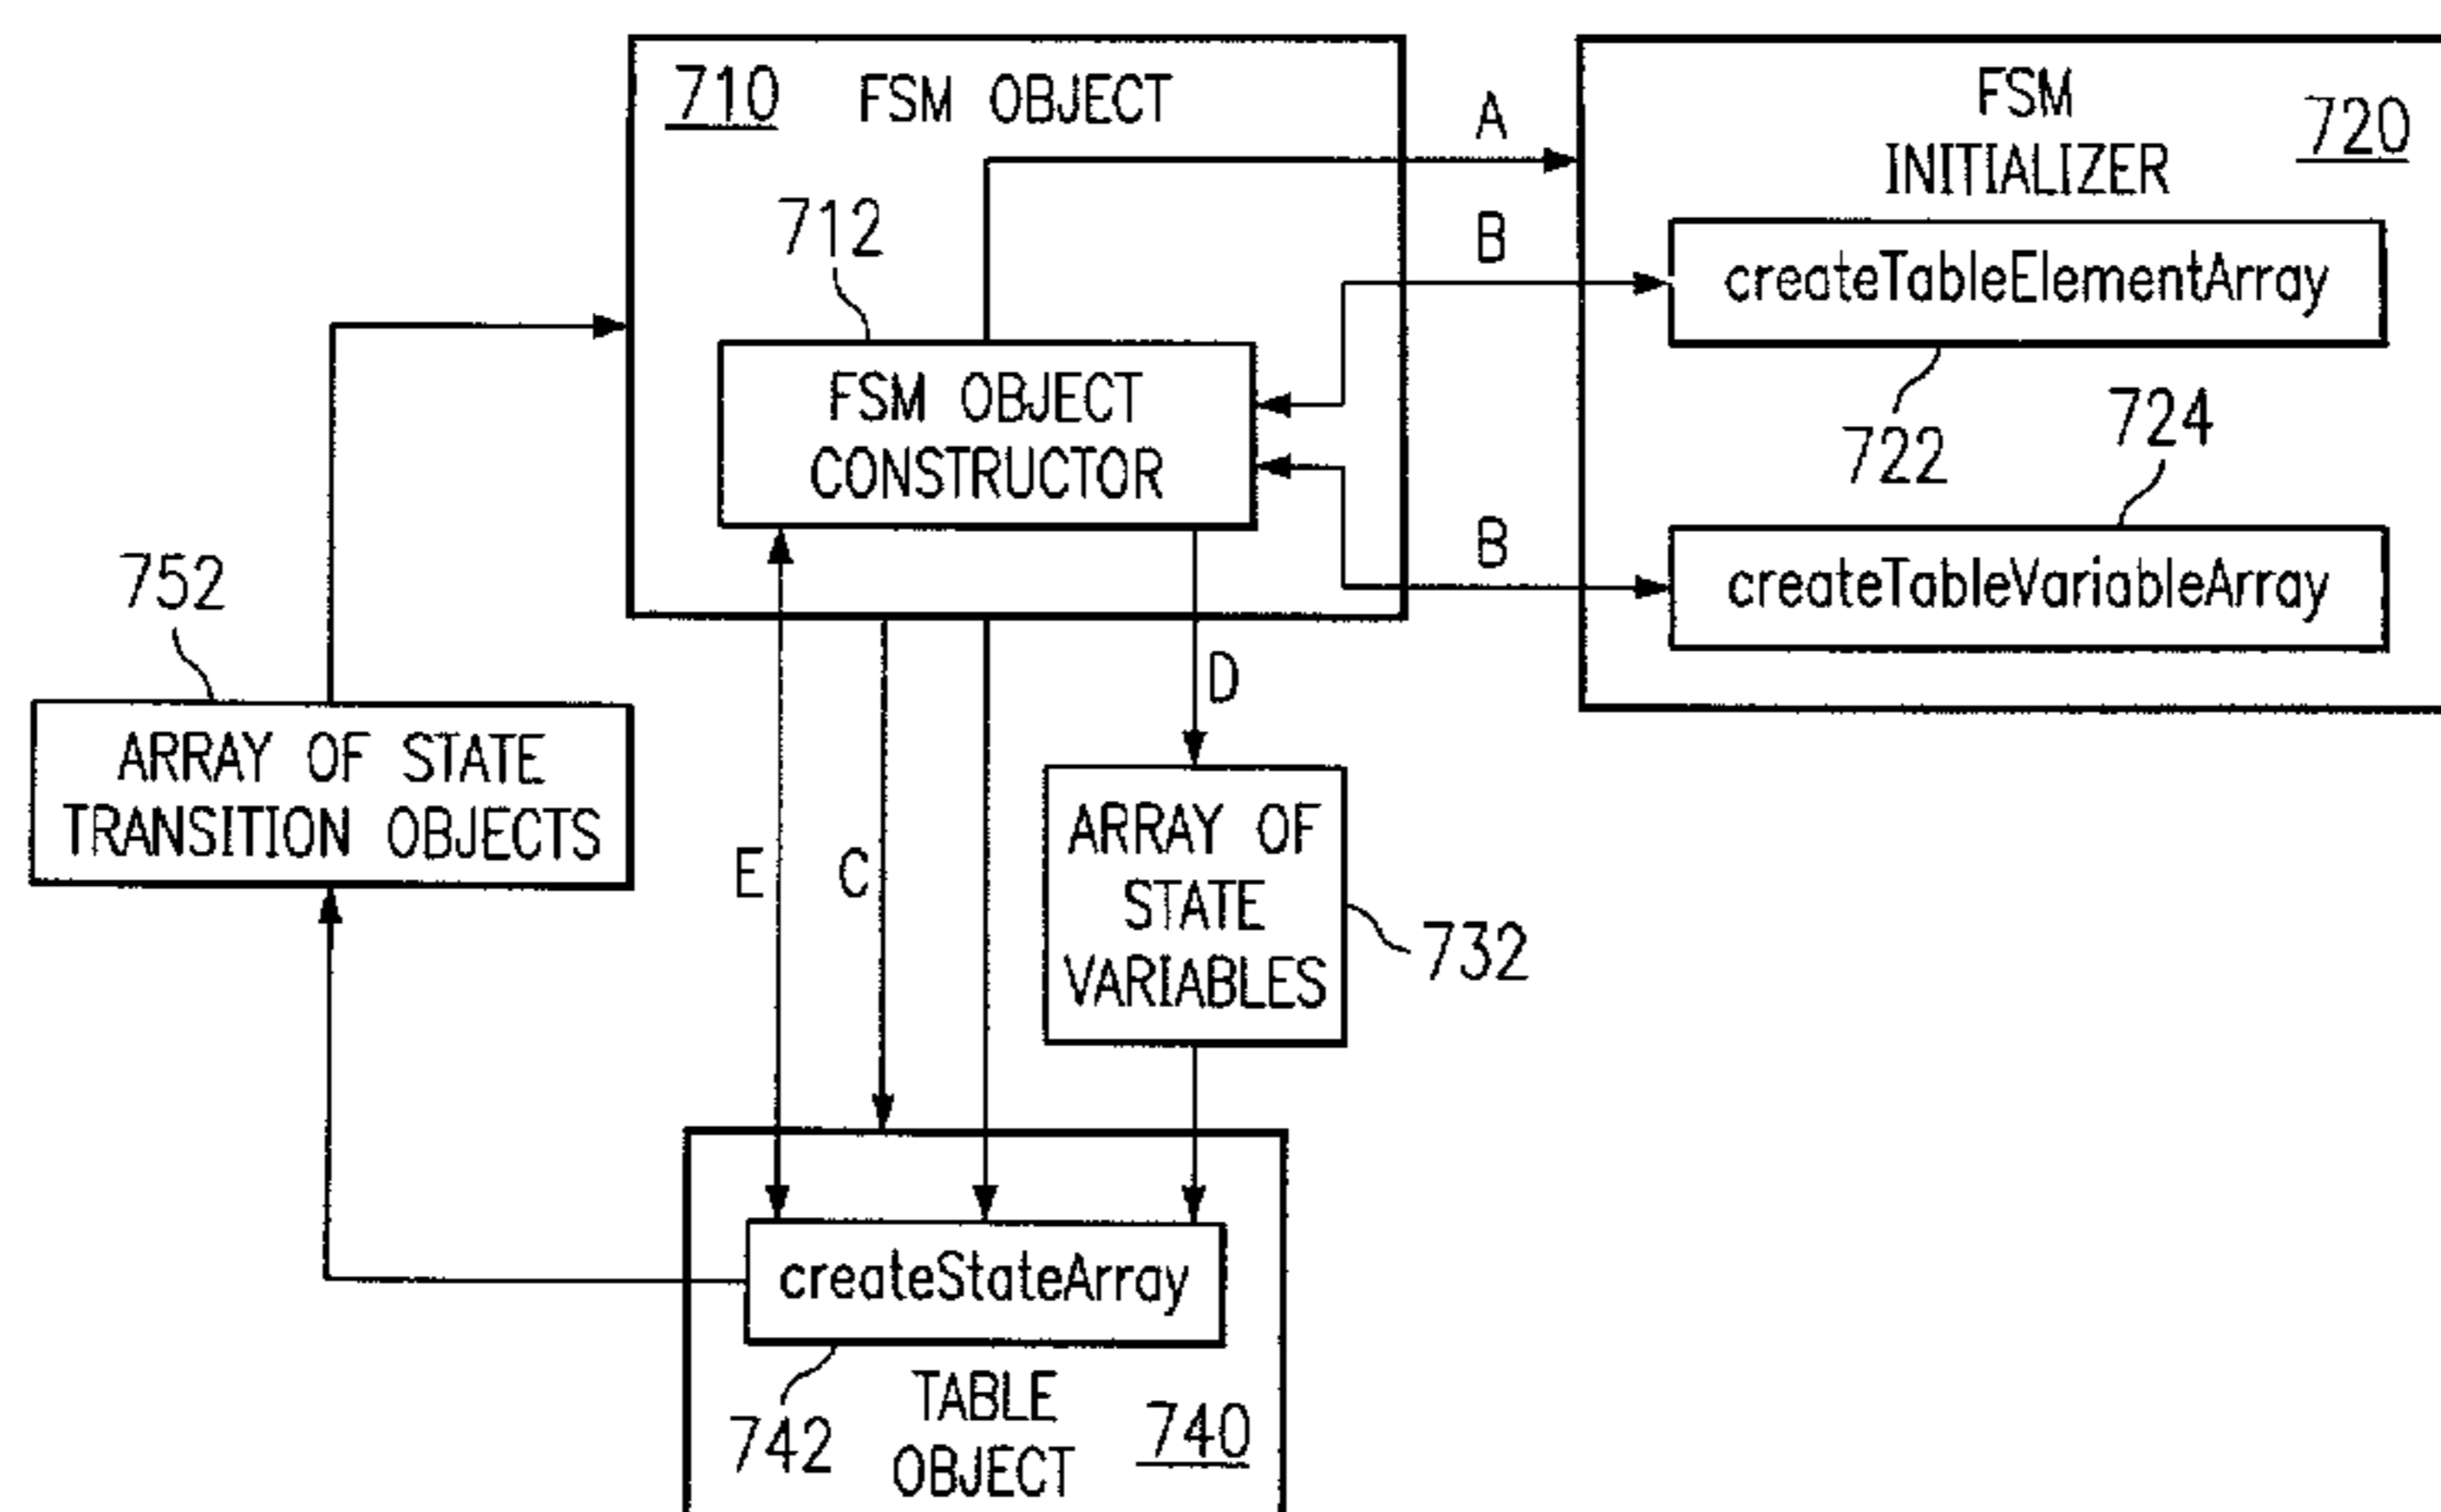 710 FSM OBJECT
A
FSM
INITIALIZER
720
712
B
createTableElementArray
FSM OBJECT
CONSTRUCTOR
722
724
B
createTableVariableArray
752
D
ARRAY OF STATE
TRANSITION OBJECTS
E
C
ARRAY OF
STATE
VARIABLES
732
createStateArray
742
TABLE
OBJECT
740